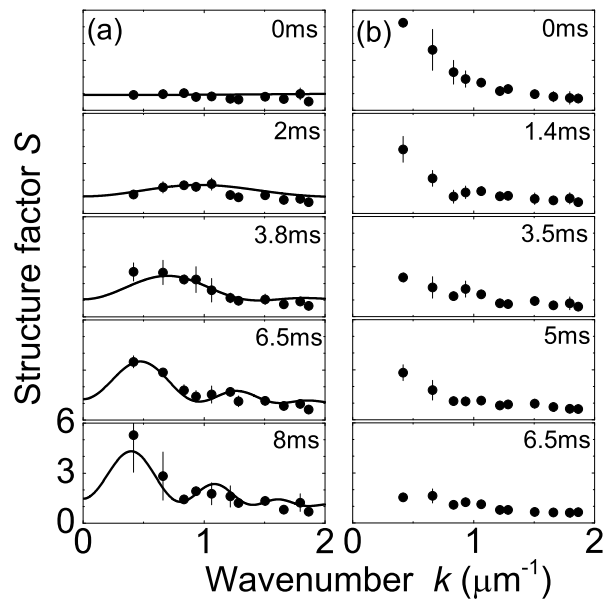 (a)
0ms
(b)
0ms
2ms
1.4ms
3.8ms
3.5ms
6.5ms
5ms
8ms
6.5ms
Structure factor S
6
3
0
0
1
2
0
1
2
Wavenumber k (μm⁻¹)